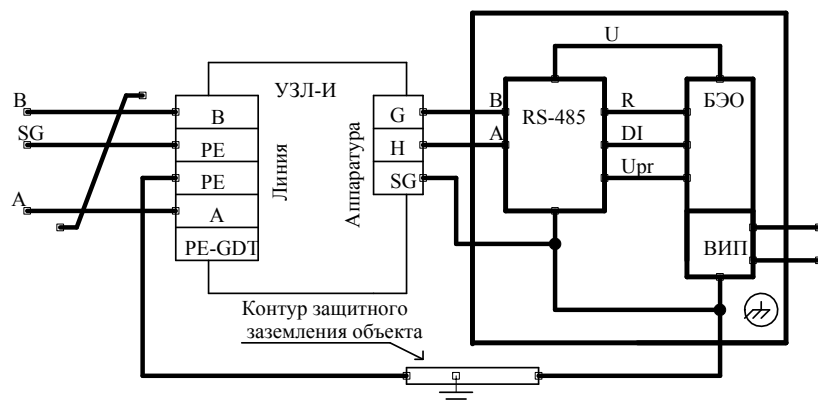 U
УЗЛ-И
B
B
G
B
RS-485
R
БЭО
SG
PE
H
A
DI
PE
SG
Upr
A
A
PE-GDT
Линия
Аппаратура
ВИП
Контур защитного
заземления объекта